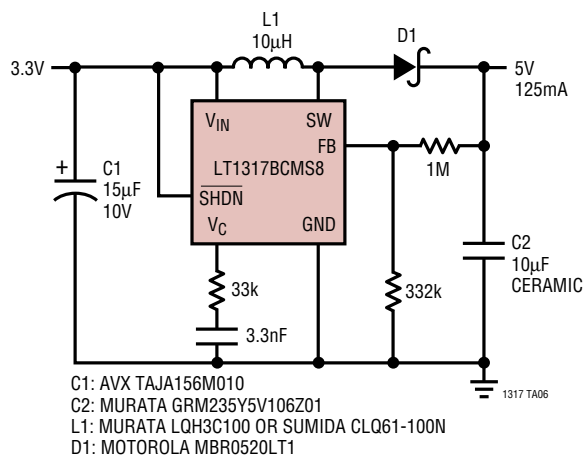 L1
10µH
D1
3.3V
5V
125mA
VIN
SW
FB
LT1317BCMS8
1M
+
C1
15µF
10V
SHDN
VC
GND
C2
10µF
CERAMIC
33k
332k
3.3nF
1317 TA06
C1: AVX TAJA156M010
C2: MURATA GRM235Y5V106Z01
L1: MURATA LQH3C100 OR SUMIDA CLQ61-100N
D1: MOTOROLA MBR0520LT1